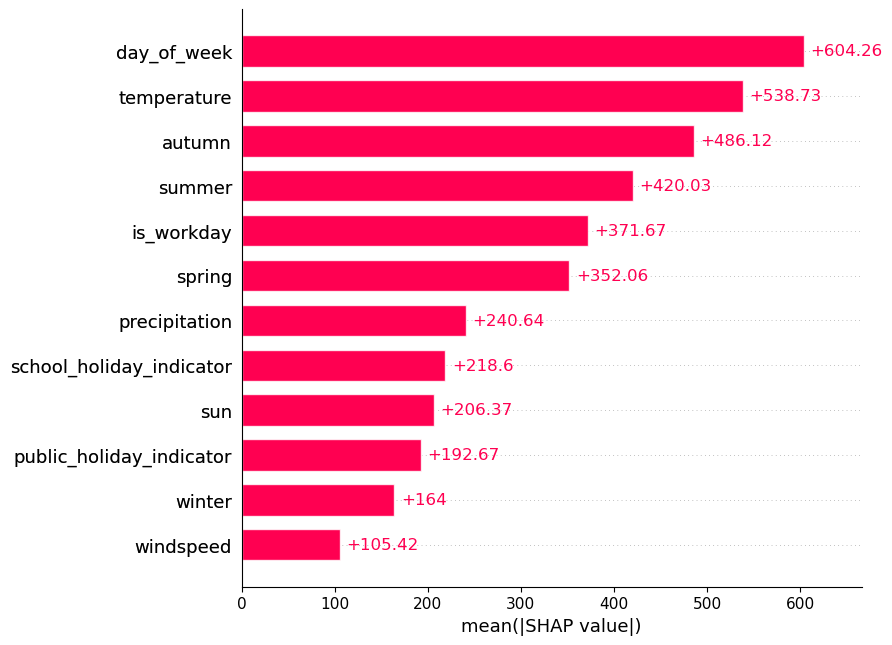 day_of_week +604.26
temperature +538.73
autumn +486.12
summer +420.03
is_workday +371.67
spring +352.06
precipitation +240.64
school_holiday_indicator +218.6
sun +206.37
public_holiday_indicator +192.67
winter +164
windspeed +105.42
0 100 200 300 400 500 600
mean(|SHAP value|)